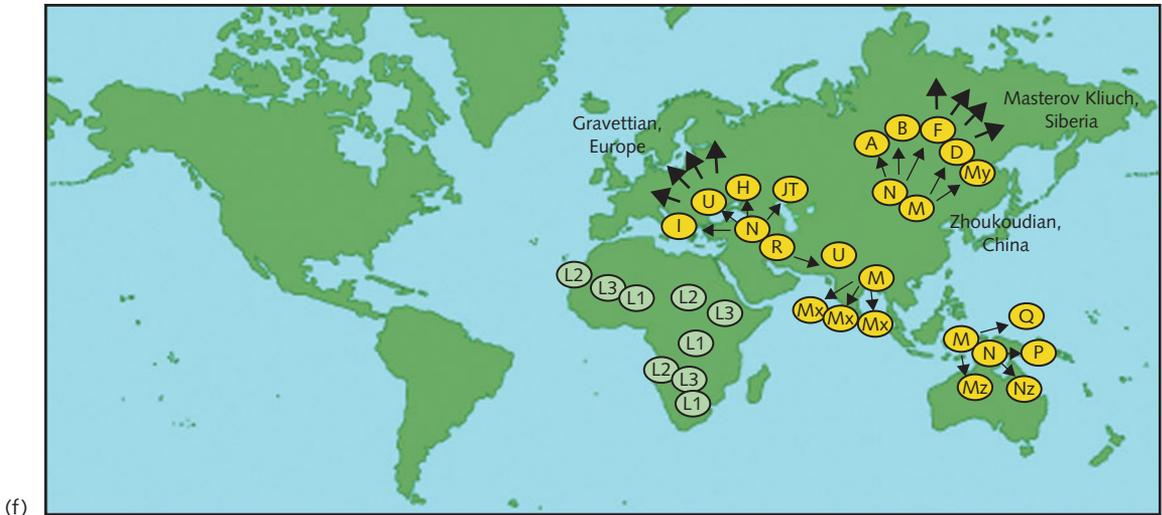 Gravettian,
Europe
Masterov Kliuch,
Siberia
A
B
F
D
My
N
M
Zhoukoudian,
China
I
U
H
JT
N
R
U
M
Mx
Mx
Mx
L2
L3
L1
L2
L3
L1
L2
L3
L1
M
Q
N
P
Mz
Nz
(f)